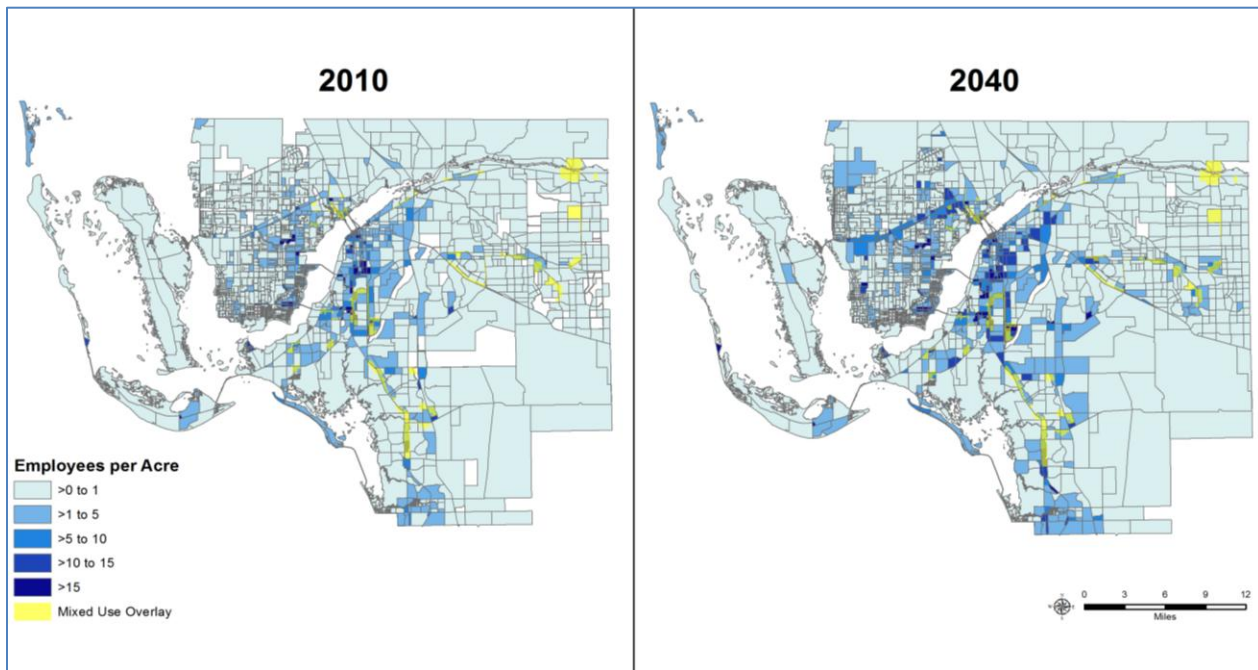 2010
2040
Employees per Acre
>0 to 1
>1 to 5
>5 to 10
>10 to 15
>15
Mixed Use Overlay
0 3 6 9 12
Miles